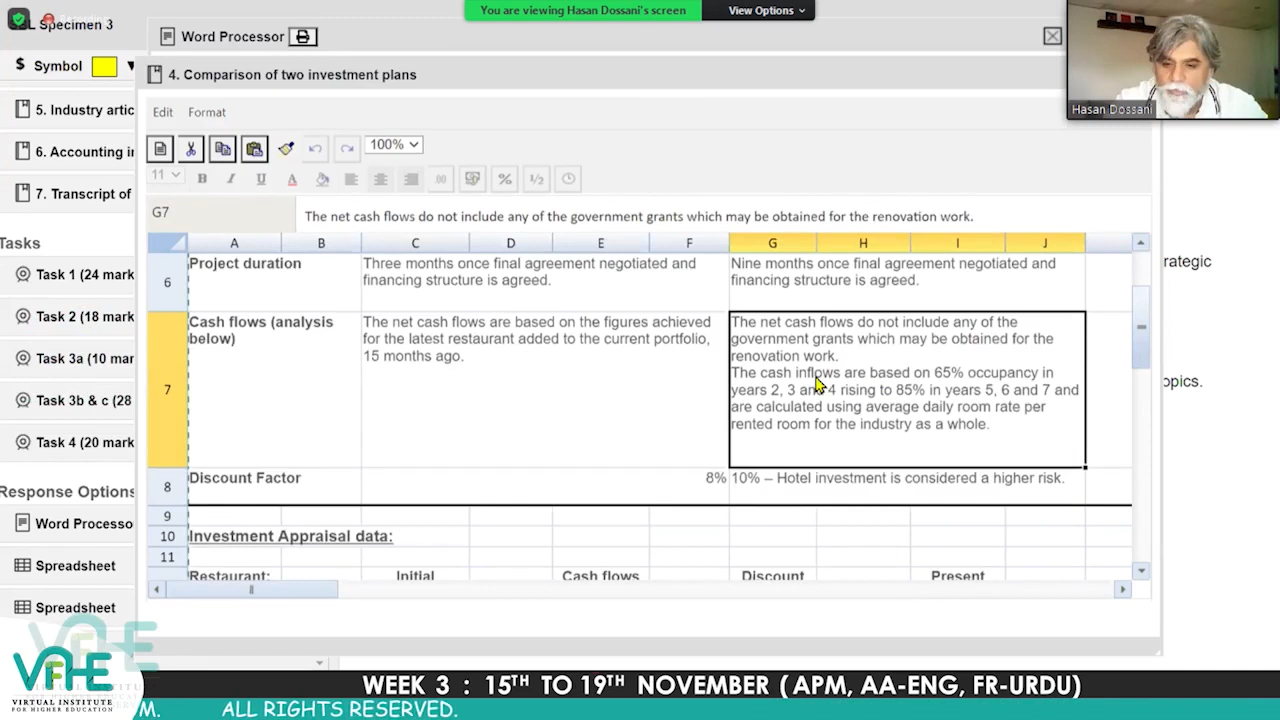 You are viewing Hasan Dossani's screen
View Options
L Specimen 3
Word Processor
Symbol
4. Comparison of two investment plans
Hasan Dossani
5. Industry artic
6. Accounting in
7. Transcript of
Tasks
Task 1 (24 mark
Task 2 (18 mark
Task 3a (10 mar
Task 3b & c (28
Task 4 (20 mark
Response Options
Word Processo
Spreadsheet
Spreadsheet
Edit Format
100%
11 B I U A .00 % 1/2
G7 The net cash flows do not include any of the government grants which may be obtained for the renovation work.
A B C D E F G H I J
6 Project duration
Three months once final agreement negotiated and
financing structure is agreed.
Nine months once final agreement negotiated and
financing structure is agreed.
7 Cash flows (analysis
below)
The net cash flows are based on the figures achieved
for the latest restaurant added to the current portfolio,
15 months ago.
The net cash flows do not include any of the
government grants which may be obtained for the
renovation work.
The cash inflows are based on 65% occupancy in
years 2, 3 and 4 rising to 85% in years 5, 6 and 7 and
are calculated using average daily room rate per
rented room for the industry as a whole.
8 Discount Factor 8% 10% – Hotel investment is considered a higher risk.
9
10 Investment Appraisal data:
11
Restaurant: Initial Cash flows Discount Present
rategic
opics.
VIFHE
VIRTUAL INSTITUTE
FOR HIGHER EDUCATION
WEEK 3 : 15TH TO 19TH NOVEMBER (APM, AA-ENG, FR-URDU)
M. ALL RIGHTS RESERVED.